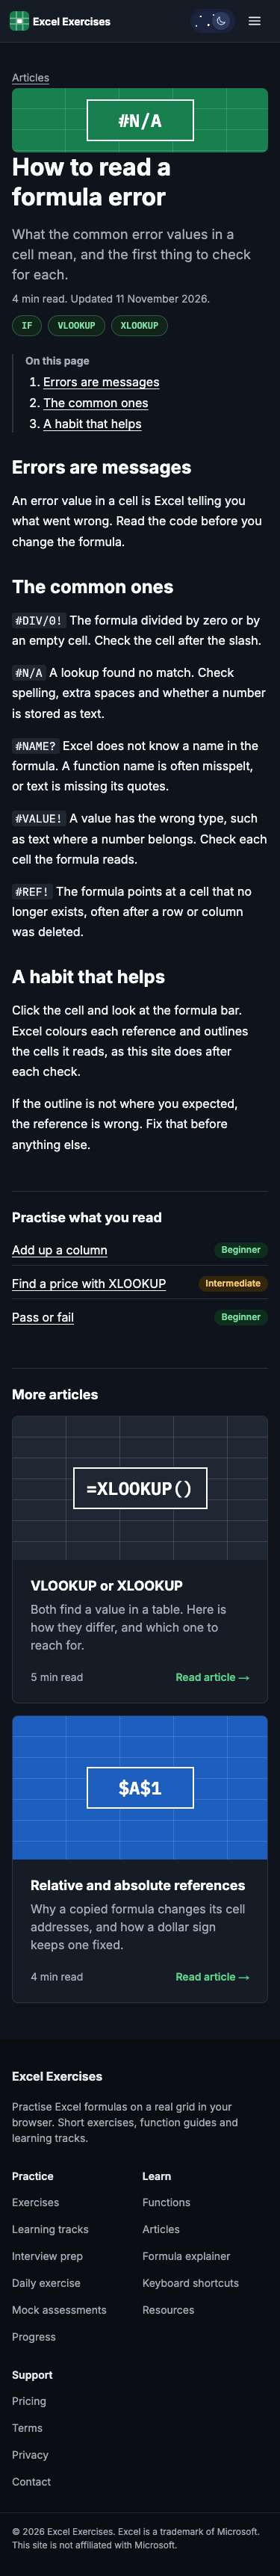 Excel Exercises
Articles
#N/A
How to read a
formula error
What the common error values in a
cell mean, and the first thing to check
for each.
4 min read. Updated 11 November 2026.
IF VLOOKUP XLOOKUP
On this page
1. Errors are messages
2. The common ones
3. A habit that helps
Errors are messages
An error value in a cell is Excel telling you
what went wrong. Read the code before you
change the formula.
The common ones
#DIV/0! The formula divided by zero or by
an empty cell. Check the cell after the slash.
#N/A A lookup found no match. Check
spelling, extra spaces and whether a number
is stored as text.
#NAME? Excel does not know a name in the
formula. A function name is often misspelt,
or text is missing its quotes.
#VALUE! A value has the wrong type, such
as text where a number belongs. Check each
cell the formula reads.
#REF! The formula points at a cell that no
longer exists, often after a row or column
was deleted.
A habit that helps
Click the cell and look at the formula bar.
Excel colours each reference and outlines
the cells it reads, as this site does after
each check.
If the outline is not where you expected,
the reference is wrong. Fix that before
anything else.
Practise what you read
Add up a column Beginner
Find a price with XLOOKUP Intermediate
Pass or fail Beginner
More articles
=XLOOKUP()
VLOOKUP or XLOOKUP
Both find a value in a table. Here is
how they differ, and which one to
reach for.
5 min read Read article →
$A$1
Relative and absolute references
Why a copied formula changes its cell
addresses, and how a dollar sign
keeps one fixed.
4 min read Read article →
Excel Exercises
Practise Excel formulas on a real grid in your
browser. Short exercises, function guides and
learning tracks.
Practice Learn
Exercises Functions
Learning tracks Articles
Interview prep Formula explainer
Daily exercise Keyboard shortcuts
Mock assessments Resources
Progress
Support
Pricing
Terms
Privacy
Contact
© 2026 Excel Exercises. Excel is a trademark of Microsoft.
This site is not affiliated with Microsoft.